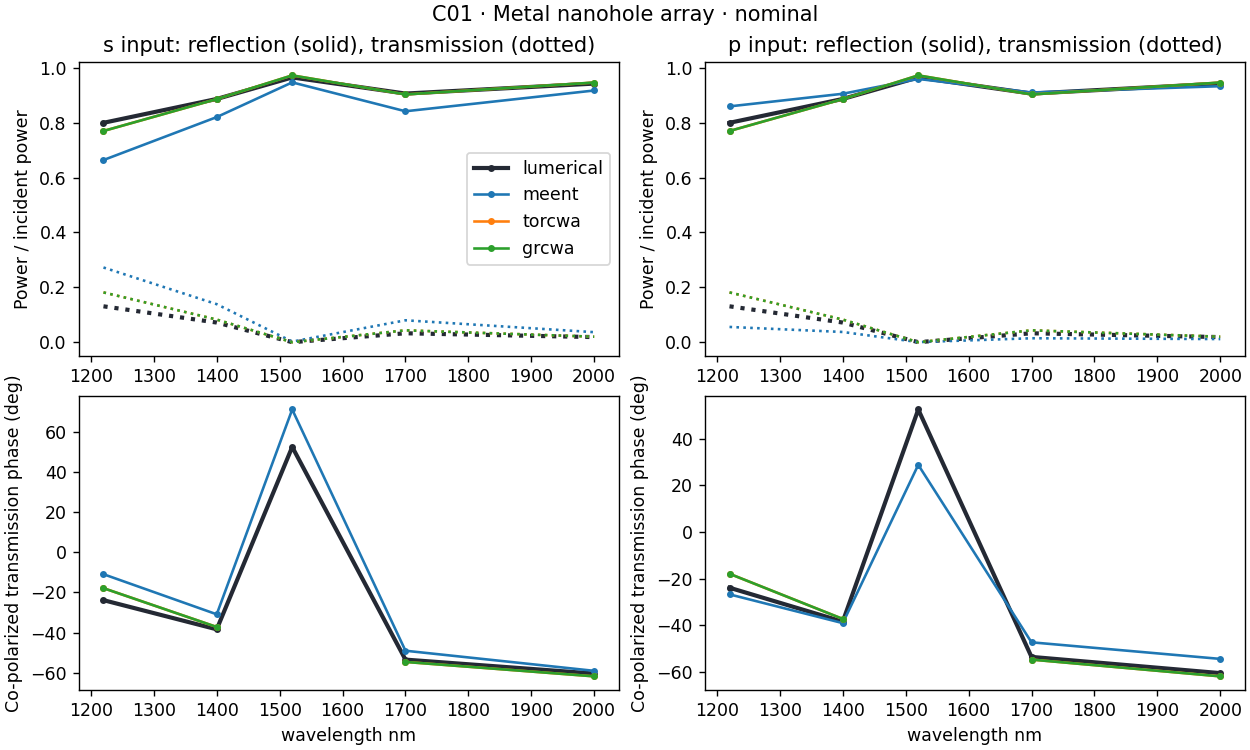 C01 · Metal nanohole array · nominal
s input: reflection (solid), transmission (dotted)
p input: reflection (solid), transmission (dotted)
Power / incident power
1.0
0.8
0.6
0.4
0.2
0.0
1200 1300 1400 1500 1600 1700 1800 1900 2000
lumerical
meent
torcwa
grcwa
Power / incident power
1.0
0.8
0.6
0.4
0.2
0.0
1200 1300 1400 1500 1600 1700 1800 1900 2000
Co-polarized transmission phase (deg)
60
40
20
0
−20
−40
−60
1200 1300 1400 1500 1600 1700 1800 1900 2000
wavelength nm
Co-polarized transmission phase (deg)
40
20
0
−20
−40
−60
1200 1300 1400 1500 1600 1700 1800 1900 2000
wavelength nm